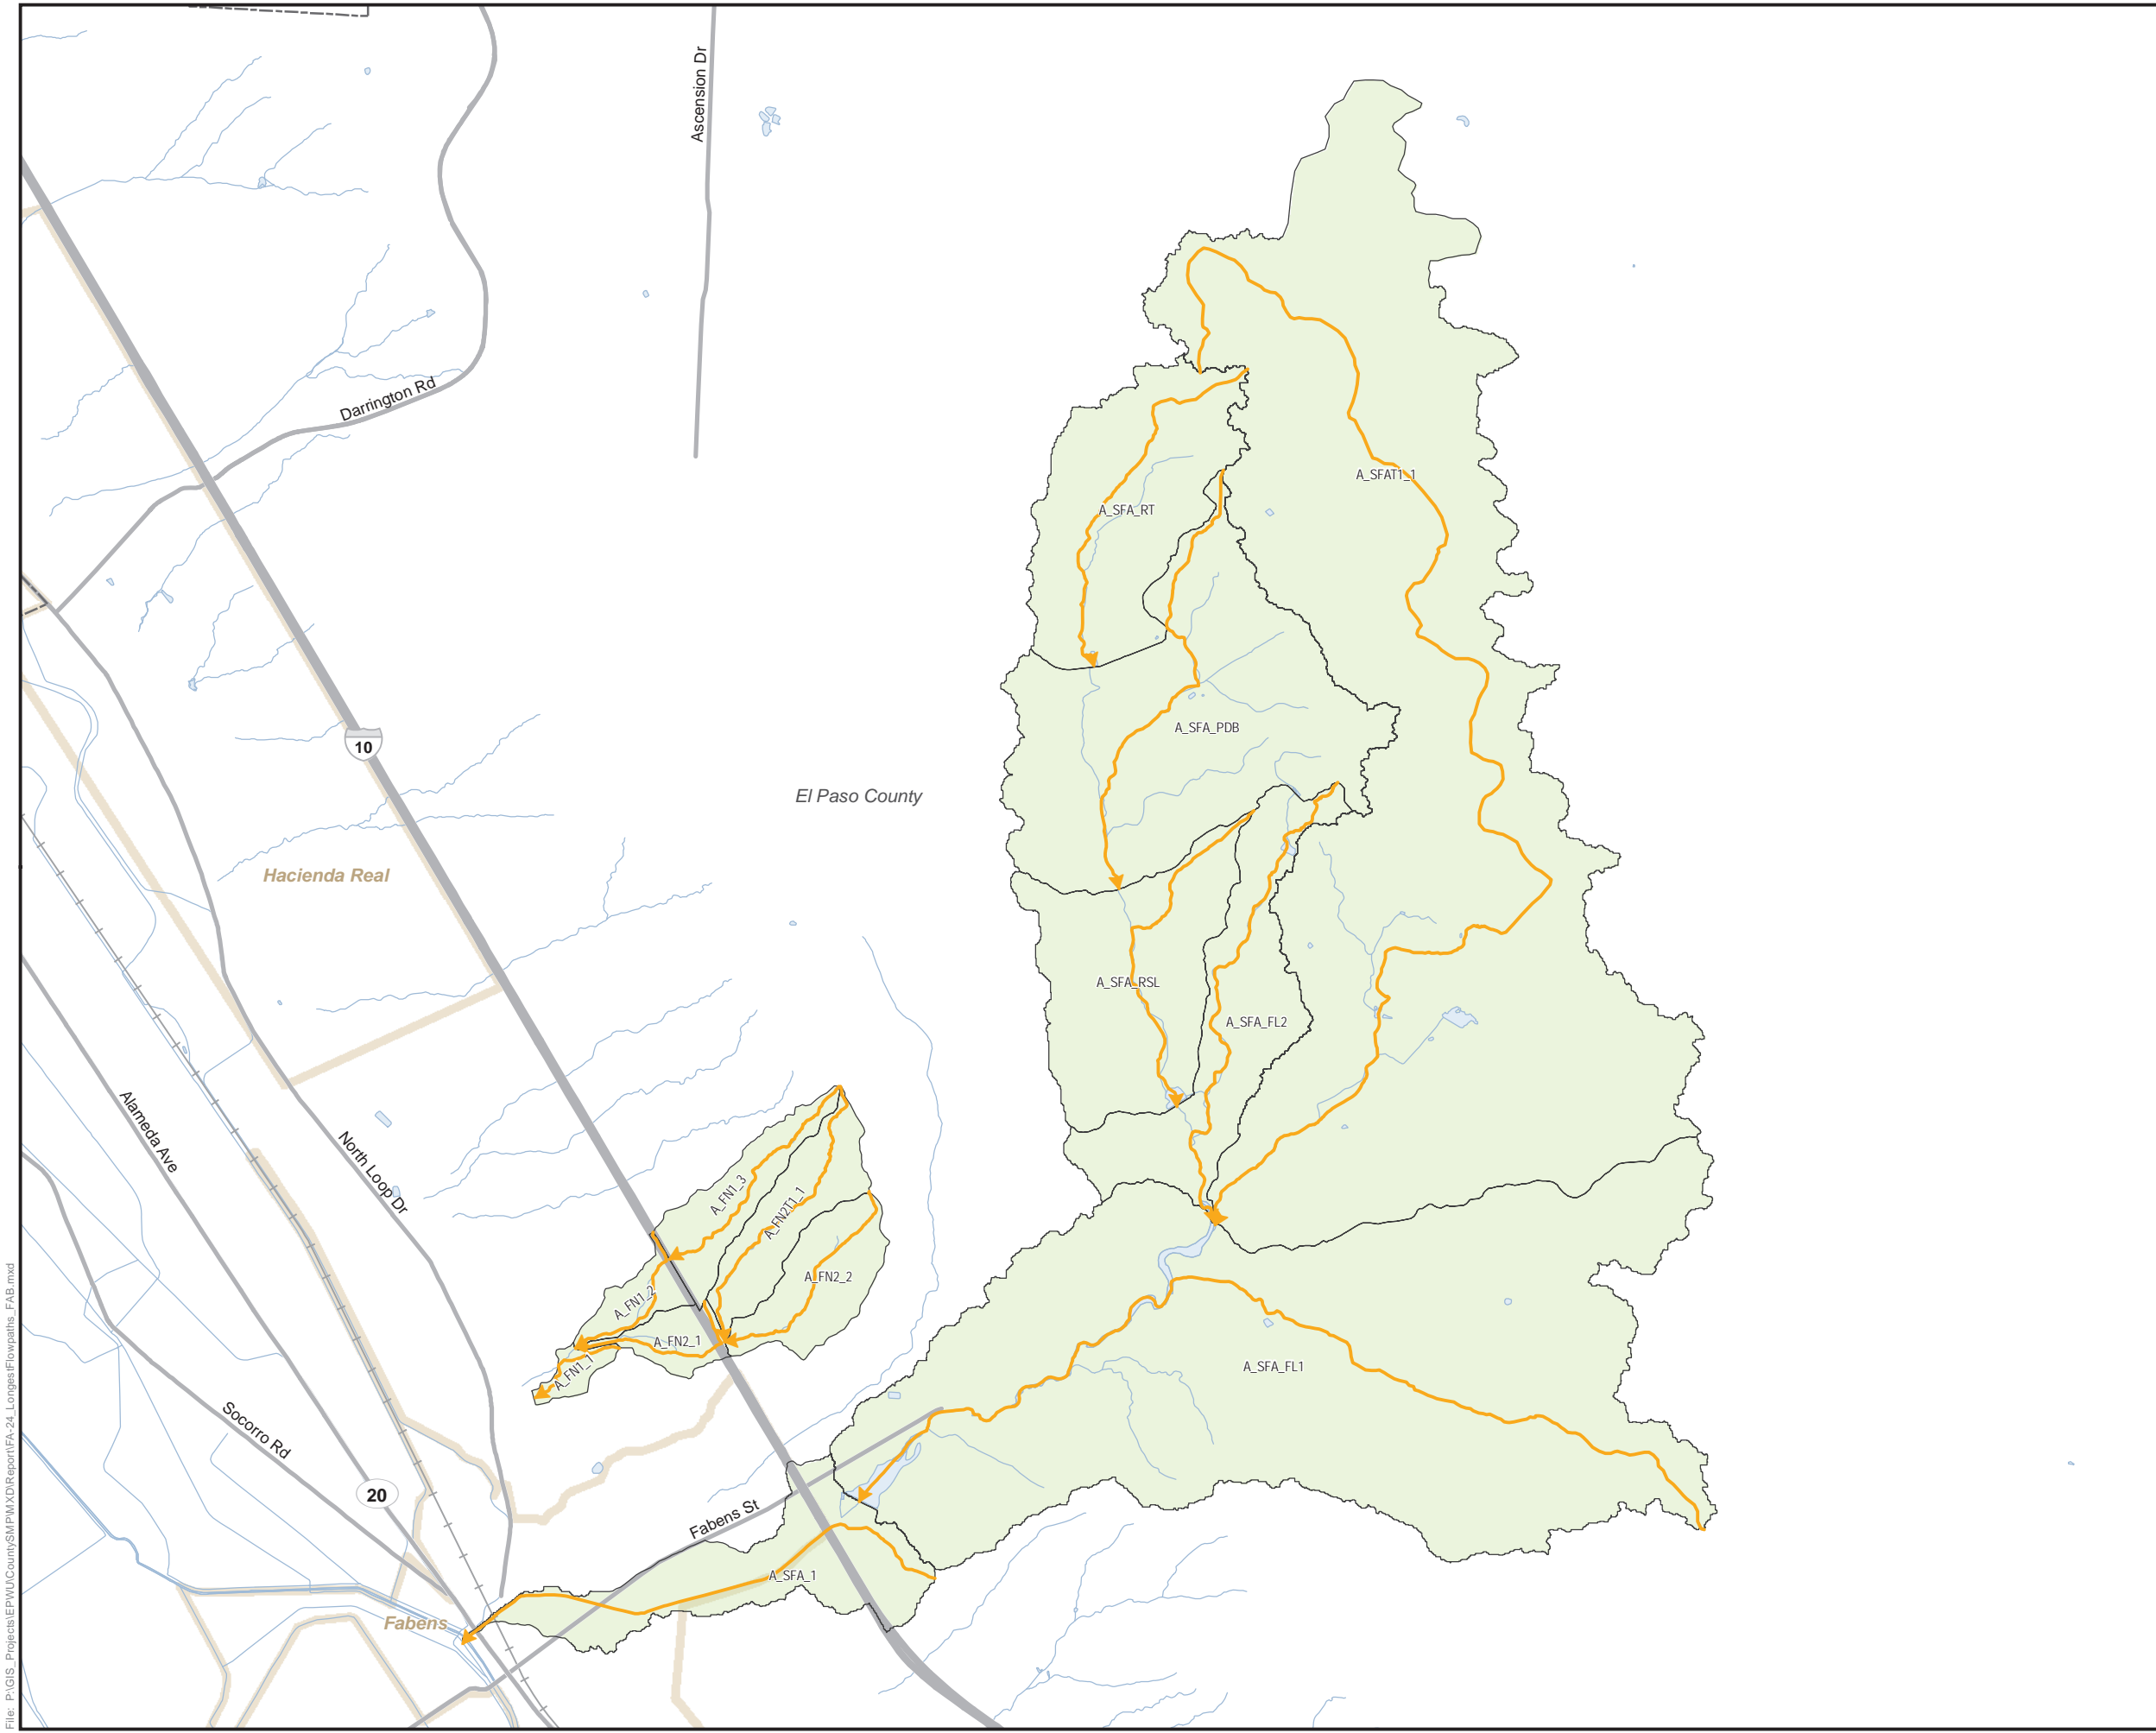 Ascension Dr
Darrington Rd
A_SFAT1_1
A_SFA_RT
10
A_SFA_PDB
El Paso County
Hacienda Real
A_SFA_RSL
A_SFA_FL2
Alameda Ave
North Loop Dr
A_FN1_3
A_FN2T1_1
A_FN2_2
A_FN1_2
A_FN2_1
A_FN1_1
A_SFA_FL1
Socorro Rd
20
Fabens St
A_SFA_1
Fabens
File: P:\GIS_Projects\EPWU\CountySMP\MXD\Report\FA-24_LongestFlowpaths_FAB.mxd